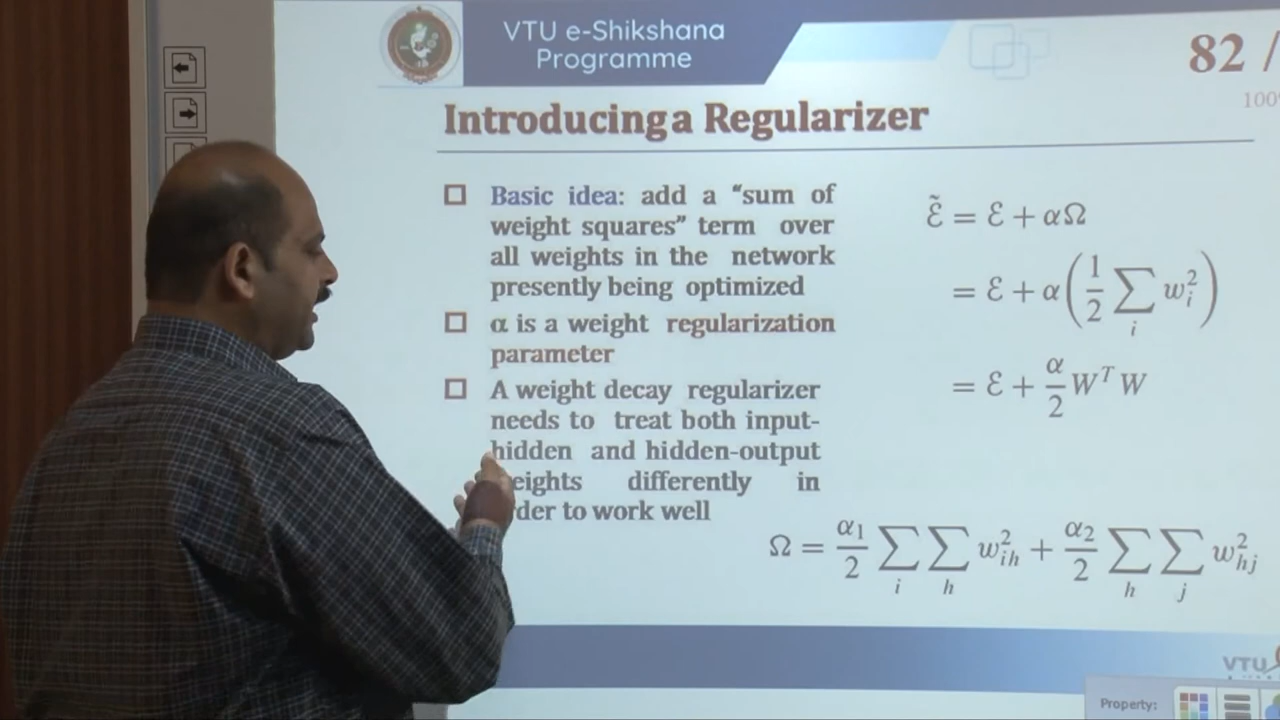 VTU e-Shikshana
Programme
82 /
100%
Introducing a Regularizer
Basic idea: add a “sum of
weight squares” term over
all weights in the network
presently being optimized
α is a weight regularization
parameter
A weight decay regularizer
needs to treat both input-
hidden and hidden-output
eights differently in
der to work well
ℰ̃ = ℰ + αΩ
= ℰ + α(1/2 ∑_i w_i^2)
= ℰ + α/2 W^T W
Ω = α_1/2 ∑_i ∑_h w_ih^2 + α_2/2 ∑_h ∑_j w_hj^2
VTU
Property: